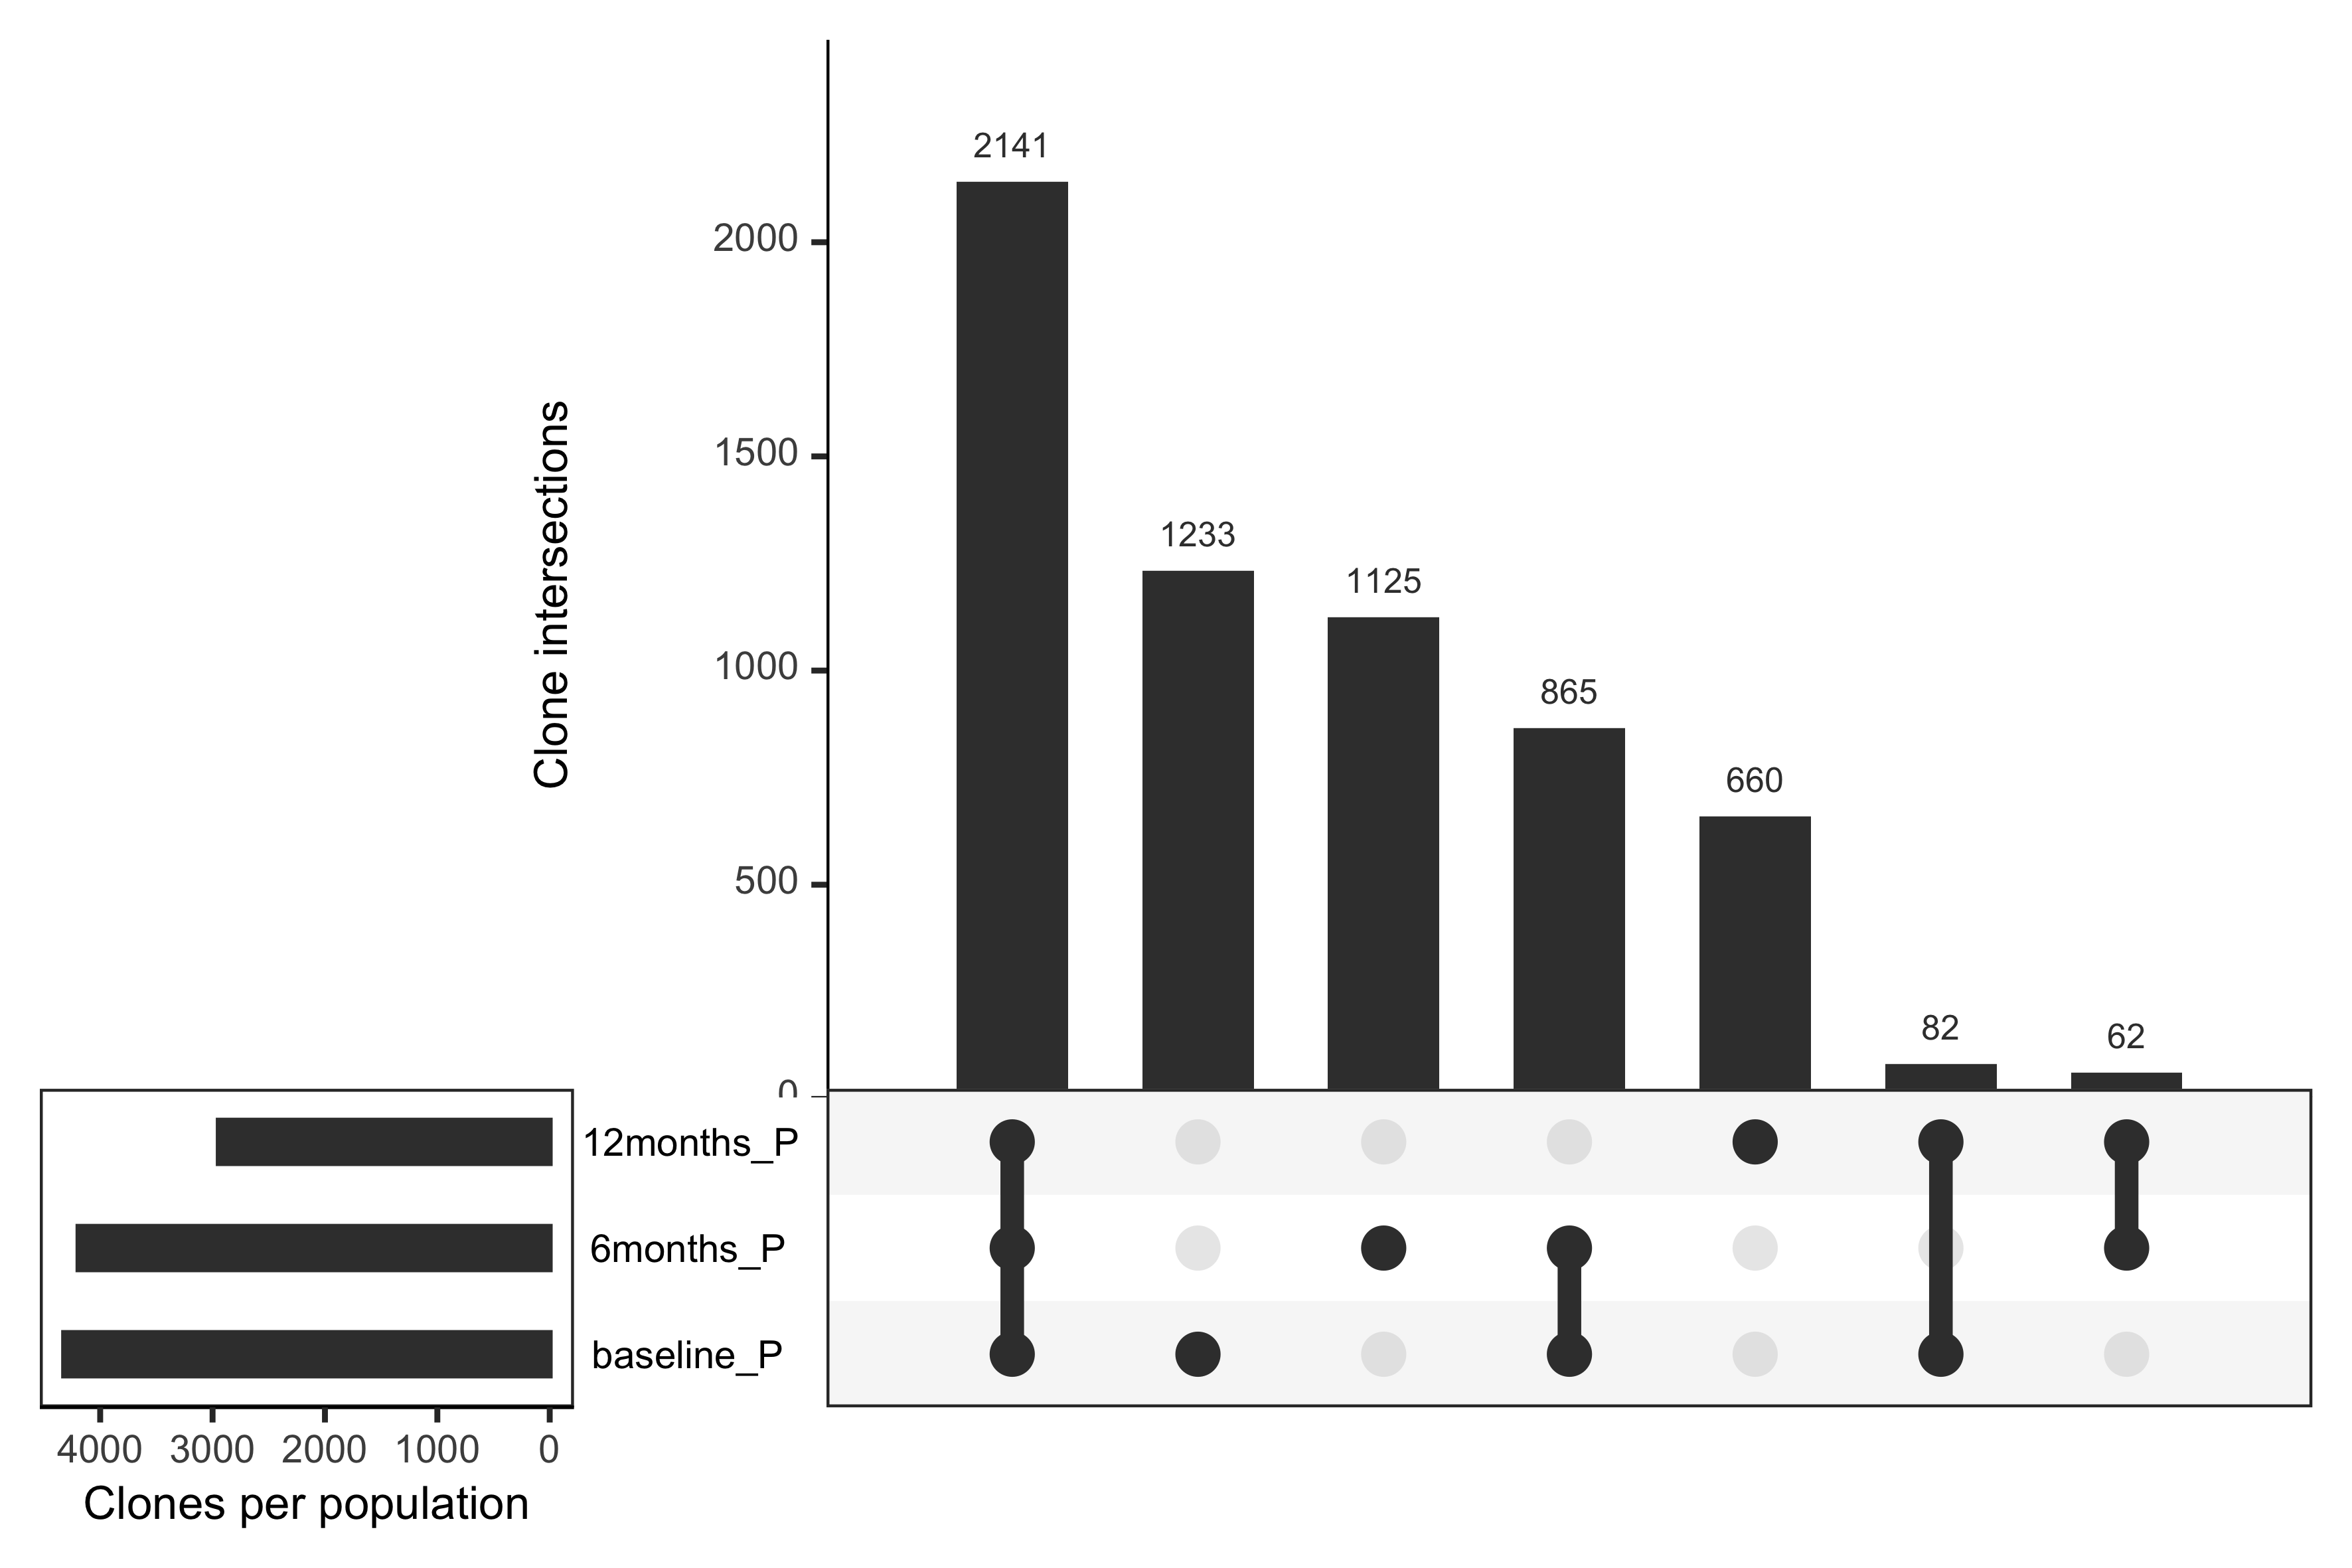 Clone intersections
2000
1500
1000
500
0
2141
1233
1125
865
660
82
62
12months_P
6months_P
baseline_P
4000 3000 2000 1000 0
Clones per population